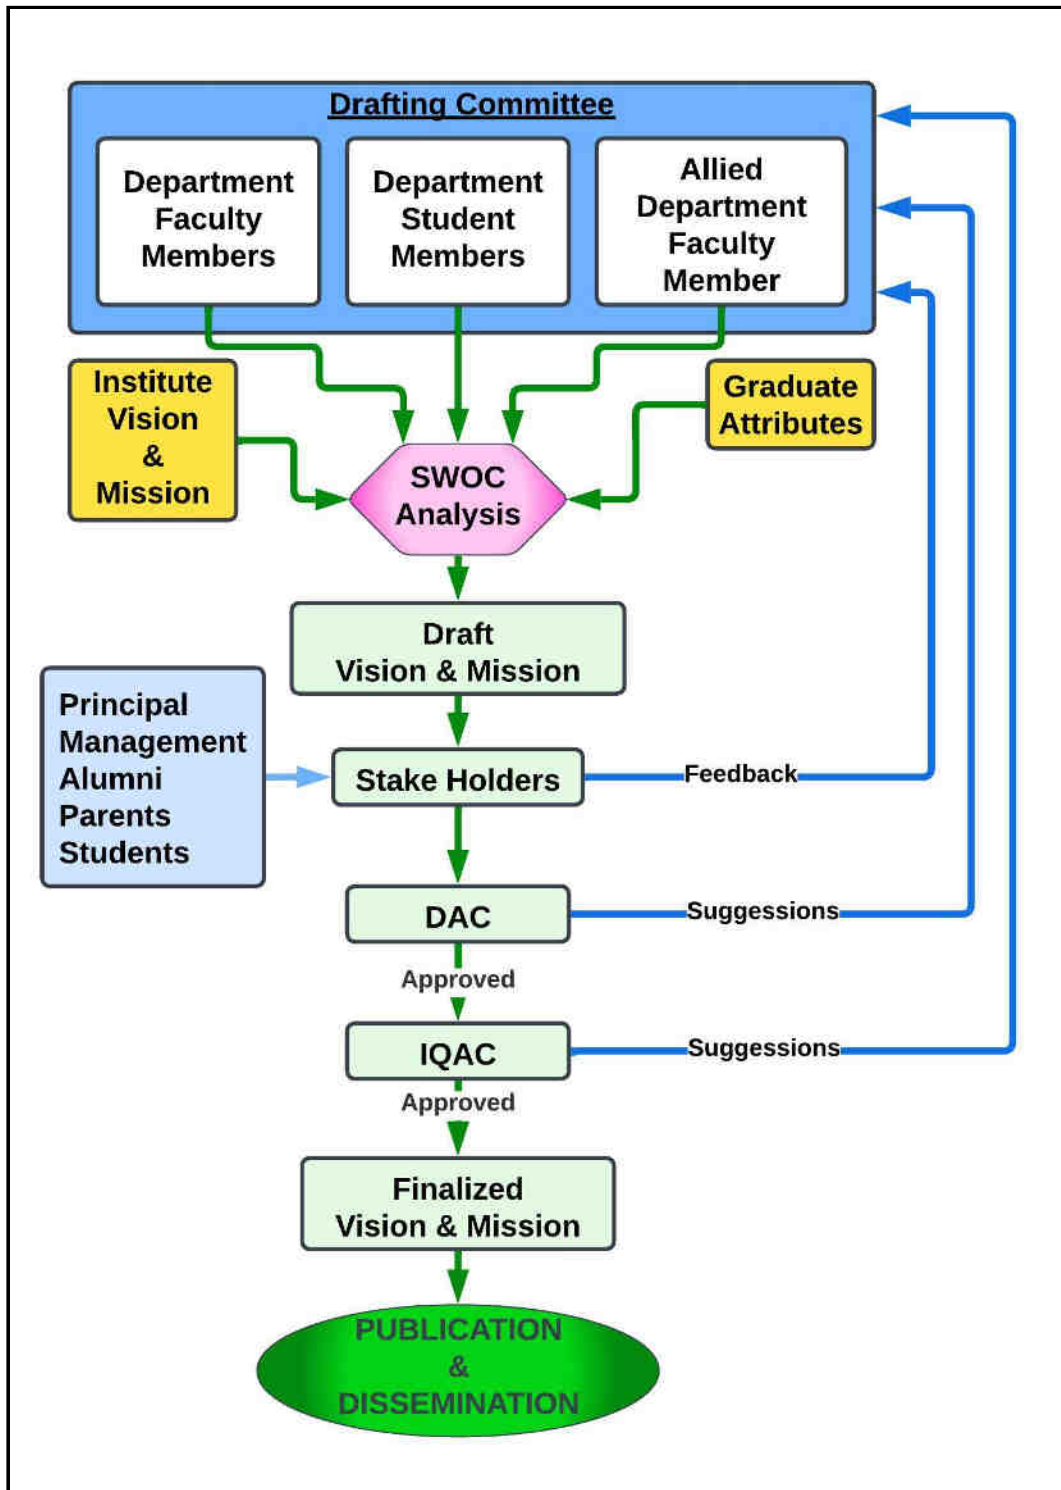 Drafting Committee
Department
Faculty
Members
Department
Student
Members
Allied
Department
Faculty
Member
Institute
Vision
&
Mission
Graduate
Attributes
SWOC
Analysis
Draft
Vision & Mission
Principal
Management
Alumni
Parents
Students
Stake Holders
Feedback
DAC
Suggessions
Approved
IQAC
Suggessions
Approved
Finalized
Vision & Mission
PUBLICATION
&
DISSEMINATION